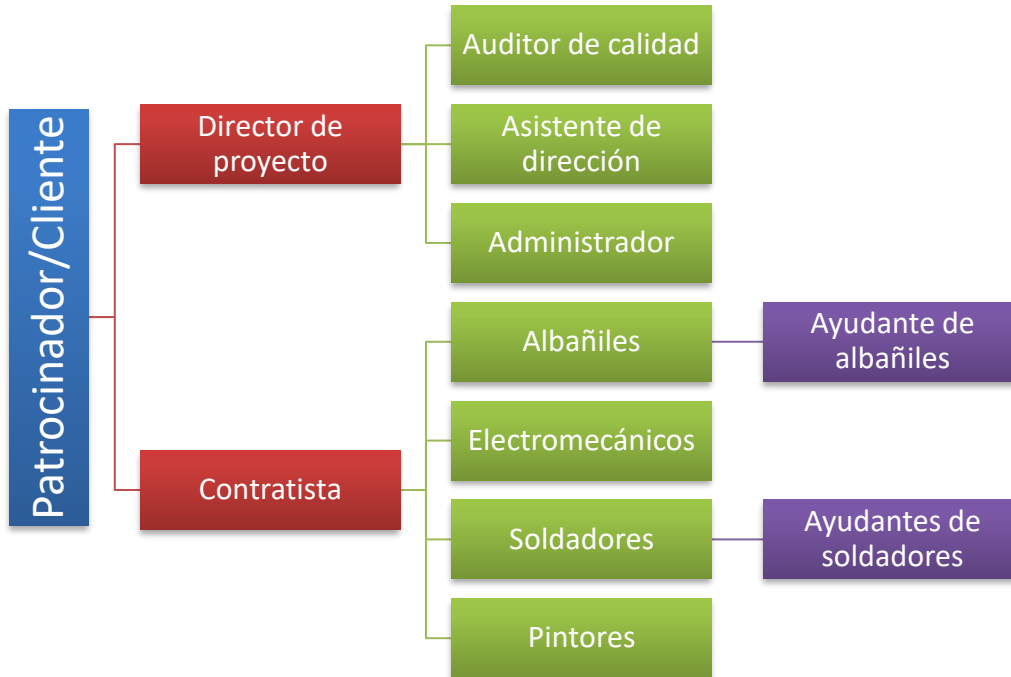 Patrocinador/Cliente
Director de
proyecto
Auditor de calidad
Asistente de
dirección
Administrador
Contratista
Albañiles
Ayudante de
albañiles
Electromecánicos
Soldadores
Ayudantes de
soldadores
Pintores